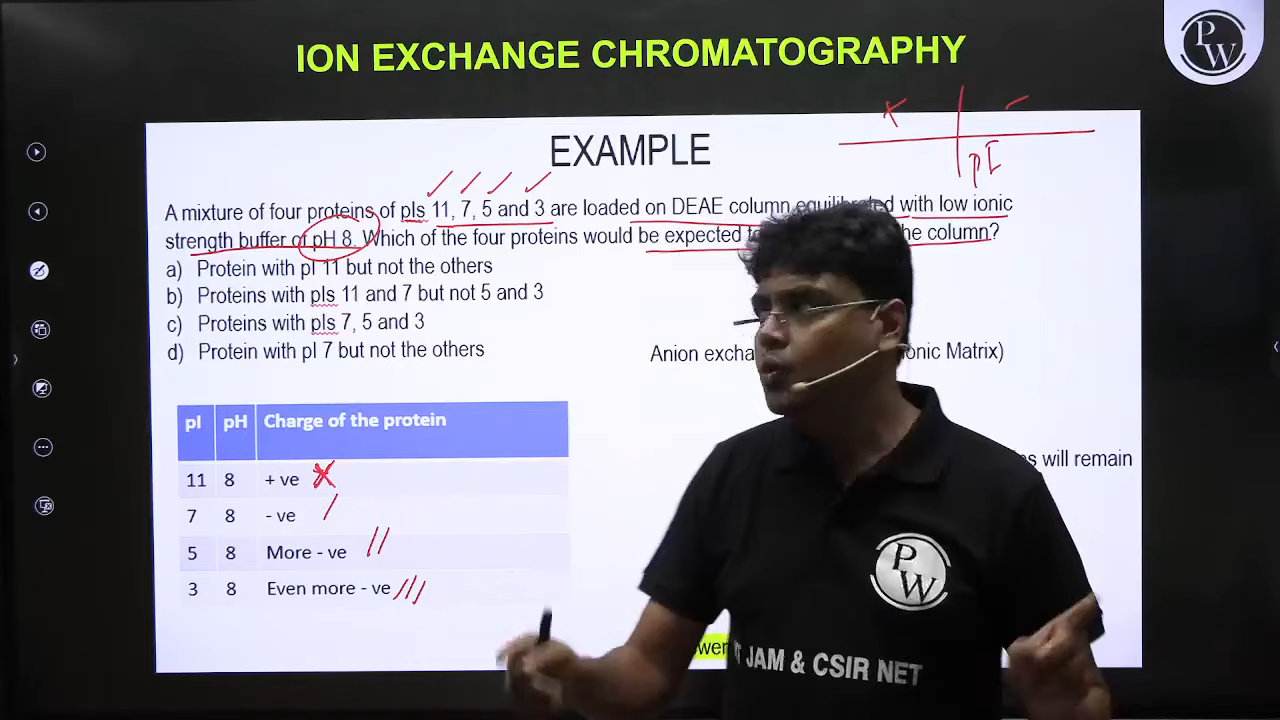 ION EXCHANGE CHROMATOGRAPHY
PW
+ -
pI
EXAMPLE
A mixture of four proteins of pIs 11, 7, 5 and 3 are loaded on DEAE column equilibrated with low ionic
strength buffer of pH 8. Which of the four proteins would be expected the column?
a) Protein with pI 11 but not the others
b) Proteins with pIs 11 and 7 but not 5 and 3
c) Proteins with pIs 7, 5 and 3
d) Protein with pI 7 but not the others
Anion Matrix)
pI pH Charge of the protein
11 8 + ve
7 8 - ve
5 8 More - ve
3 8 Even more - ve
will remain
PW
JAM & CSIR NET